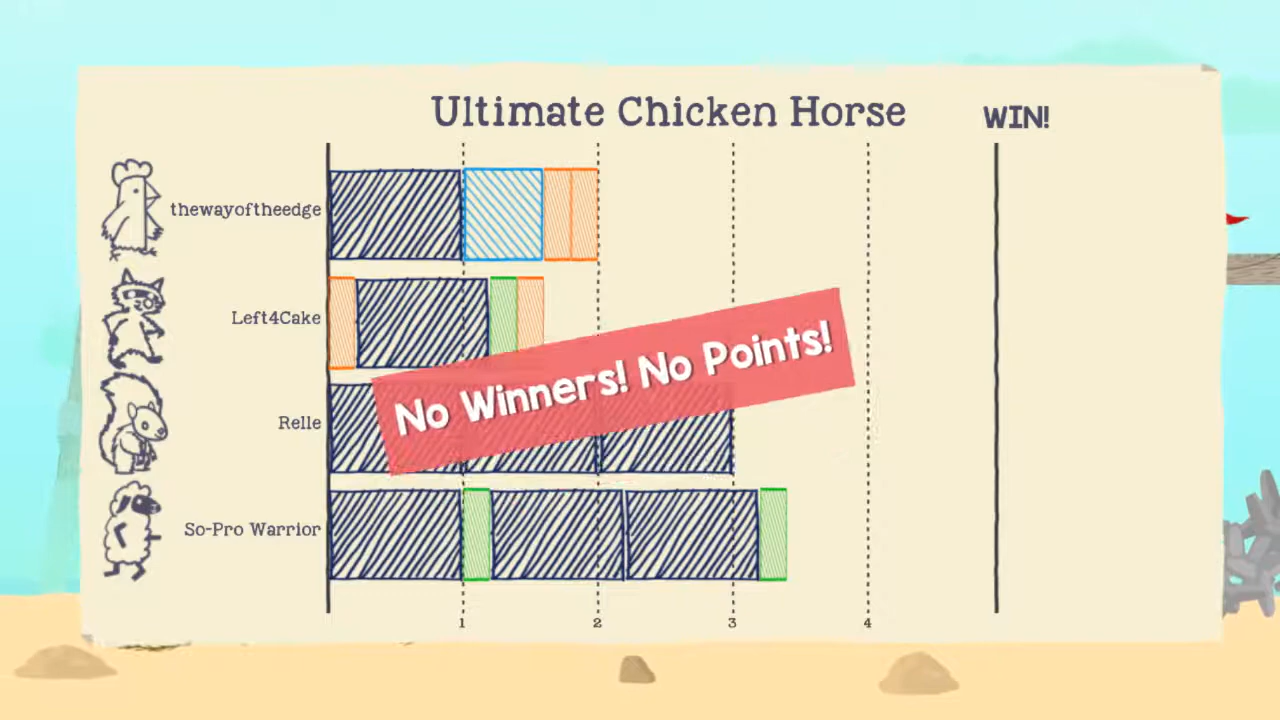 Ultimate Chicken Horse
WIN!
thewayoftheedge
Left4Cake
No Winners! No Points!
Relle
So-Pro Warrior
1 2 3 4